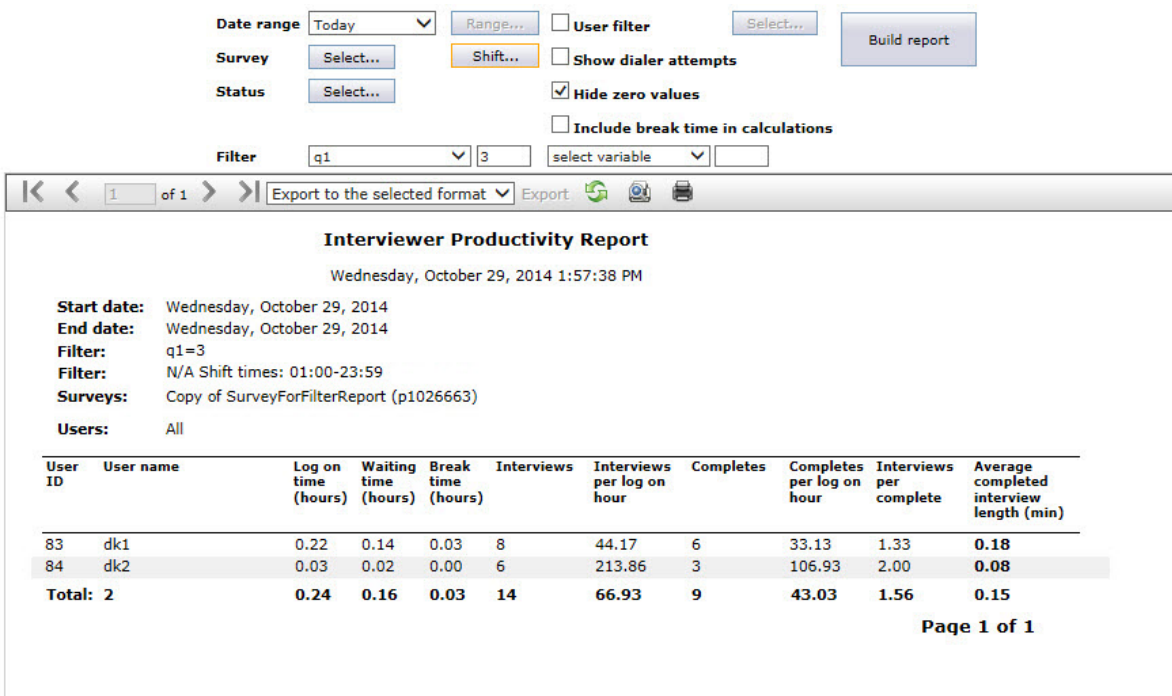 Date range Today Range... User filter Select... Build report
Survey Select... Shift... Show dialer attempts
Status Select... Hide zero values
Include break time in calculations
Filter q1 3 select variable
1 of 1 Export to the selected format Export
Interviewer Productivity Report
Wednesday, October 29, 2014 1:57:38 PM
Start date: Wednesday, October 29, 2014
End date: Wednesday, October 29, 2014
Filter: q1=3
Filter: N/A Shift times: 01:00-23:59
Surveys: Copy of SurveyForFilterReport (p1026663)
Users: All
User User name Log on Waiting Break Interviews Interviews Completes Completes Interviews Average
ID time time time per log on per log on per completed
(hours) (hours) (hours) hour hour complete interview
length (min)
83 dk1 0.22 0.14 0.03 8 44.17 6 33.13 1.33 0.18
84 dk2 0.03 0.02 0.00 6 213.86 3 106.93 2.00 0.08
Total: 2 0.24 0.16 0.03 14 66.93 9 43.03 1.56 0.15
Page 1 of 1